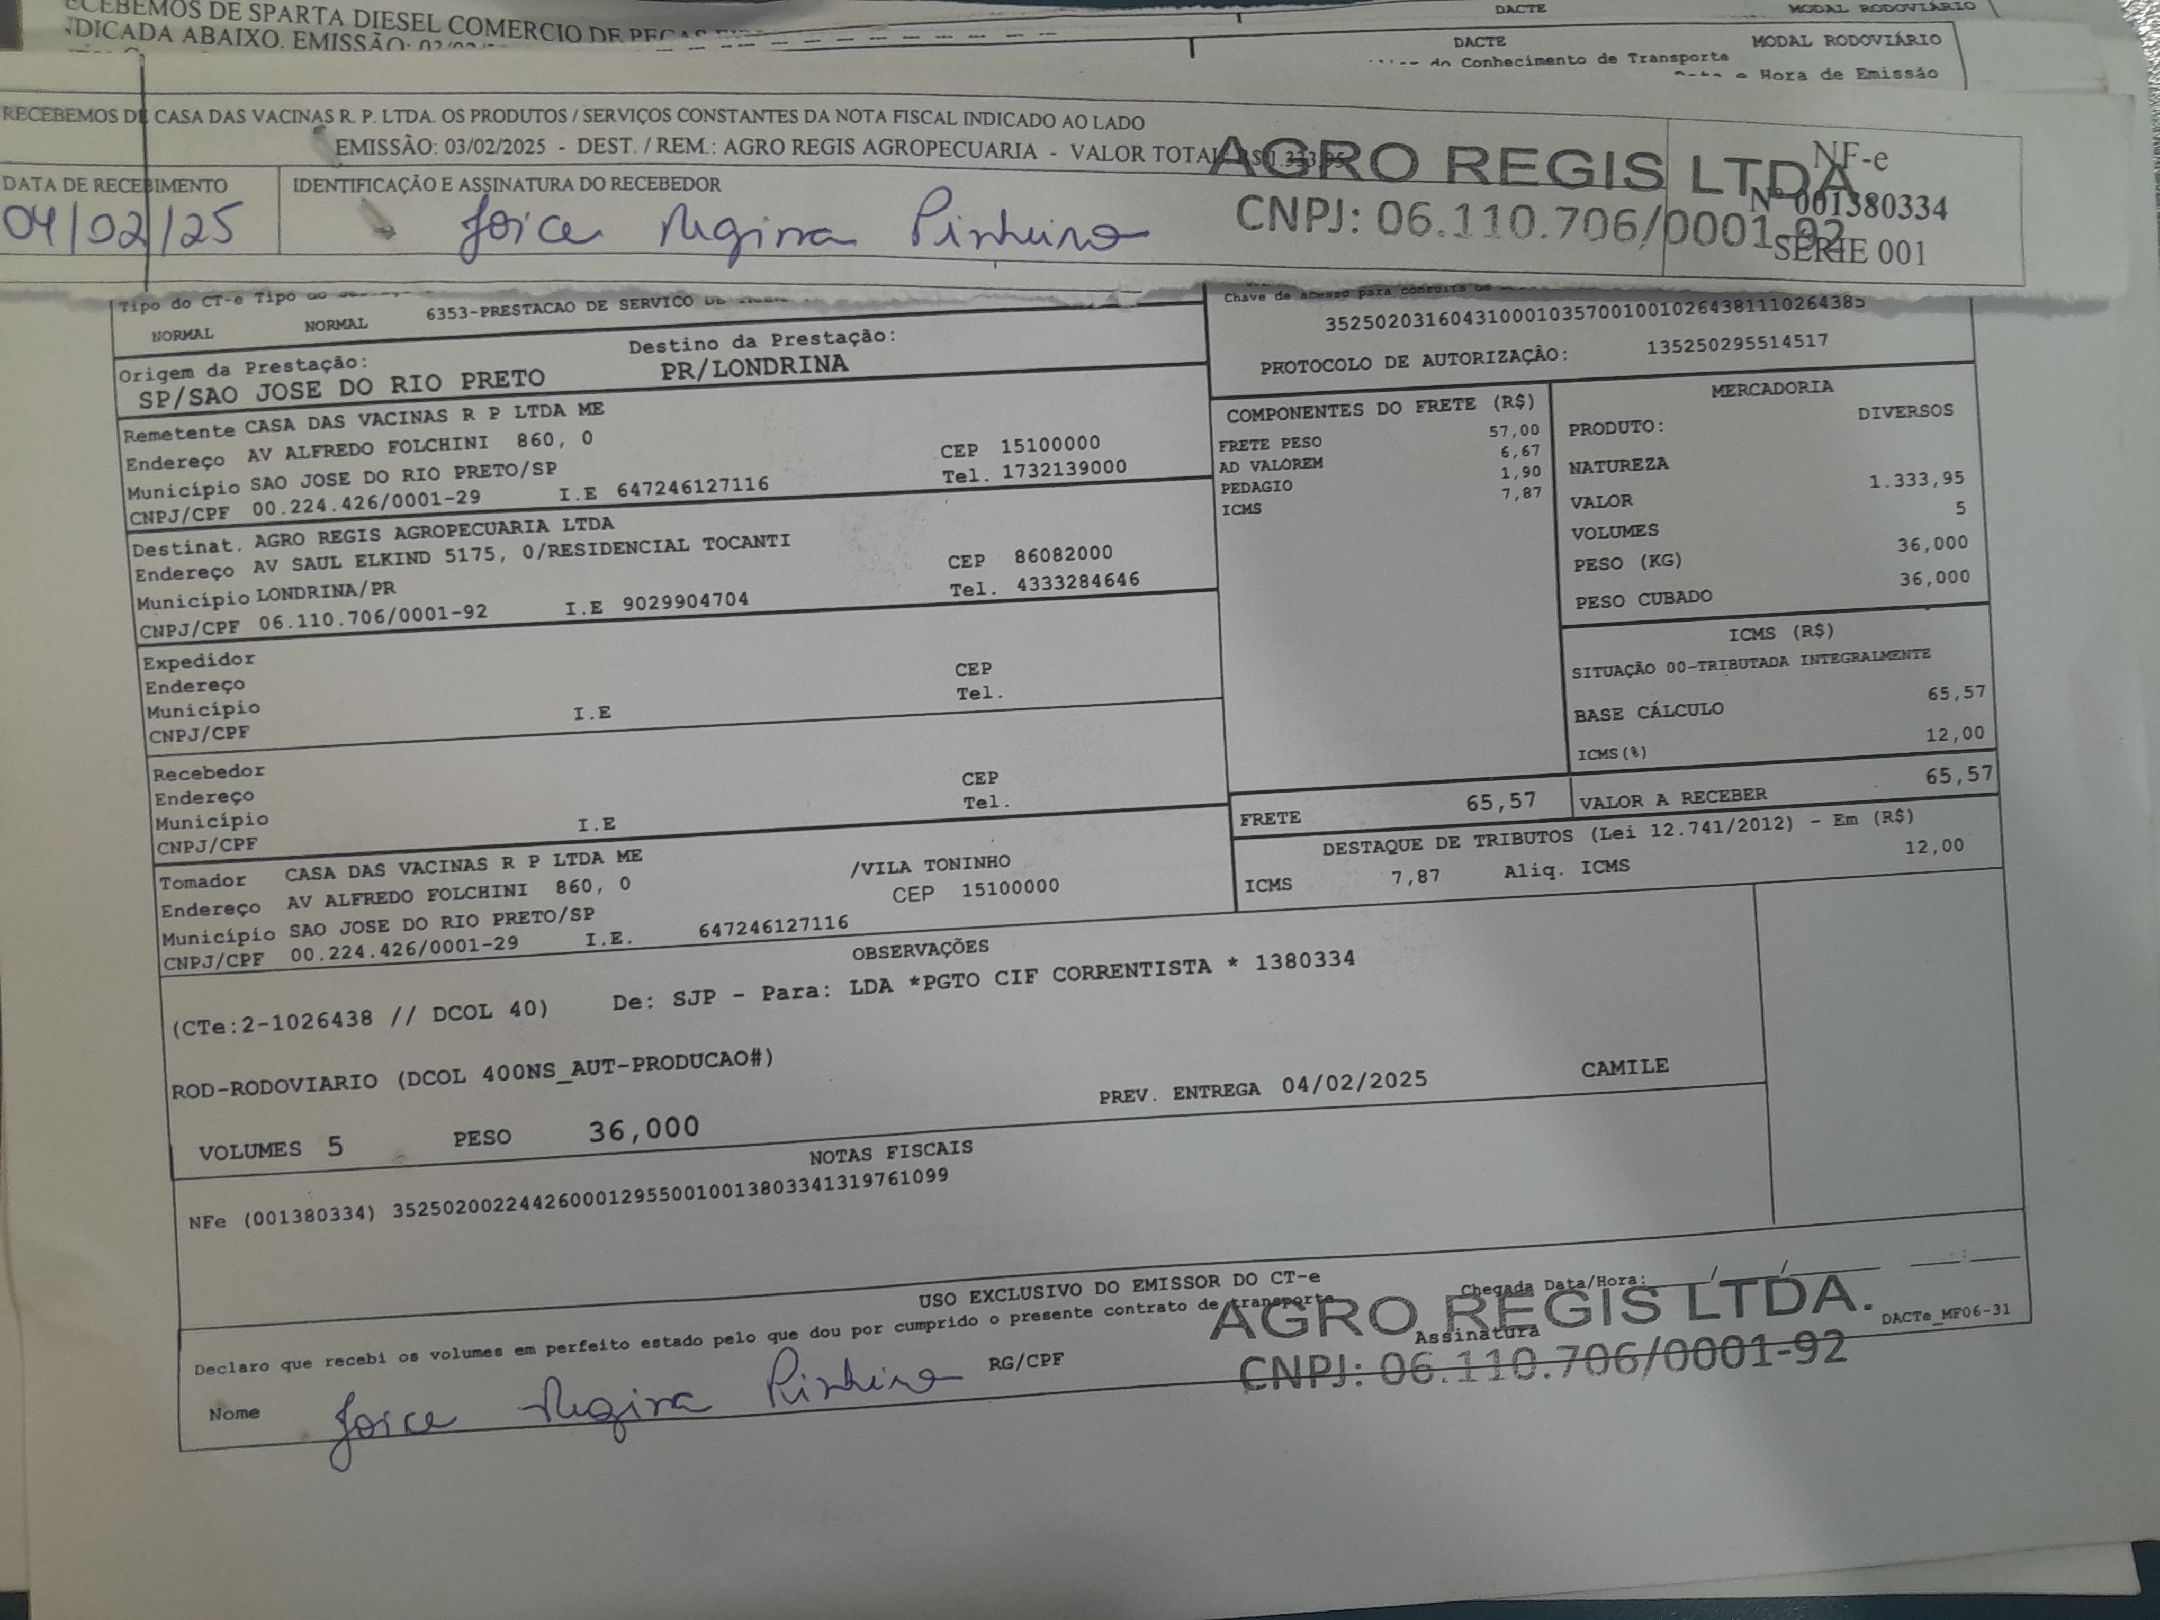 CEBEMOS DE SPARTA DIESEL COMERCIO DE PECAS
DACTE
MODAL RODOVIÁRIO
NDICADA ABAIXO. EMISSÃO:
DACTE
MODAL RODOVIÁRIO
do Conhecimento de Transporte
Hora de Emissão
RECEBEMOS DE CASA DAS VACINAS R. P. LTDA. OS PRODUTOS / SERVIÇOS CONSTANTES DA NOTA FISCAL INDICADO AO LADO
EMISSÃO: 03/02/2025 - DEST. / REM.: AGRO REGIS AGROPECUARIA - VALOR TOTAL: R$ 1.333,95
NF-e
Nº 001380334
SÉRIE 001
AGRO REGIS LTDA
CNPJ: 06.110.706/0001-92
DATA DE RECEBIMENTO
IDENTIFICAÇÃO E ASSINATURA DO RECEBEDOR
04/02/25
Joice Regina Pinheiro
Tipo do CT-e Tipo do
NORMAL NORMAL 6353-PRESTACAO DE SERVICO DE
Chave de acesso para consulta
35250203160431000103570010010264381110264385
PROTOCOLO DE AUTORIZAÇÃO: 135250295514517
Origem da Prestação: Destino da Prestação:
SP/SAO JOSE DO RIO PRETO PR/LONDRINA
Remetente CASA DAS VACINAS R P LTDA ME
Endereço AV ALFREDO FOLCHINI 860, 0 CEP 15100000
Município SAO JOSE DO RIO PRETO/SP Tel. 1732139000
CNPJ/CPF 00.224.426/0001-29 I.E 647246127116
Destinat. AGRO REGIS AGROPECUARIA LTDA
Endereço AV SAUL ELKIND 5175, 0/RESIDENCIAL TOCANTI
CEP 86082000
Município LONDRINA/PR Tel. 4333284646
CNPJ/CPF 06.110.706/0001-92 I.E 9029904704
Expedidor
Endereço CEP
Município Tel.
CNPJ/CPF I.E
Recebedor
Endereço CEP
Município Tel.
CNPJ/CPF I.E
Tomador CASA DAS VACINAS R P LTDA ME
Endereço AV ALFREDO FOLCHINI 860, 0 /VILA TONINHO
Município SAO JOSE DO RIO PRETO/SP CEP 15100000
CNPJ/CPF 00.224.426/0001-29 I.E. 647246127116
COMPONENTES DO FRETE (R$)
FRETE PESO 57,00
AD VALOREM 6,67
PEDAGIO 1,90
ICMS 7,87
MERCADORIA
PRODUTO: DIVERSOS
NATUREZA
VALOR 1.333,95
VOLUMES 5
PESO (KG) 36,000
PESO CUBADO 36,000
ICMS (R$)
SITUAÇÃO 00-TRIBUTADA INTEGRALMENTE
BASE CÁLCULO 65,57
ICMS(%) 12,00
FRETE 65,57 VALOR A RECEBER 65,57
DESTAQUE DE TRIBUTOS (Lei 12.741/2012) - Em (R$)
ICMS 7,87 Aliq. ICMS 12,00
OBSERVAÇÕES
(CTe:2-1026438 // DCOL 40) De: SJP - Para: LDA *PGTO CIF CORRENTISTA * 1380334
ROD-RODOVIARIO (DCOL 400NS_AUT-PRODUCAO#)
PREV. ENTREGA 04/02/2025 CAMILE
VOLUMES 5 PESO 36,000
NOTAS FISCAIS
NFe (001380334) 35250200224426000129550010013803341319761099
USO EXCLUSIVO DO EMISSOR DO CT-e
Declaro que recebi os volumes em perfeito estado pelo que dou por cumprido o presente contrato de transporte
Chegada Data/Hora: / / :
AGRO REGIS LTDA.
Assinatura
DACTe_MF06-31
CNPJ: 06.110.706/0001-92
Nome Joice Regina Pinheiro RG/CPF